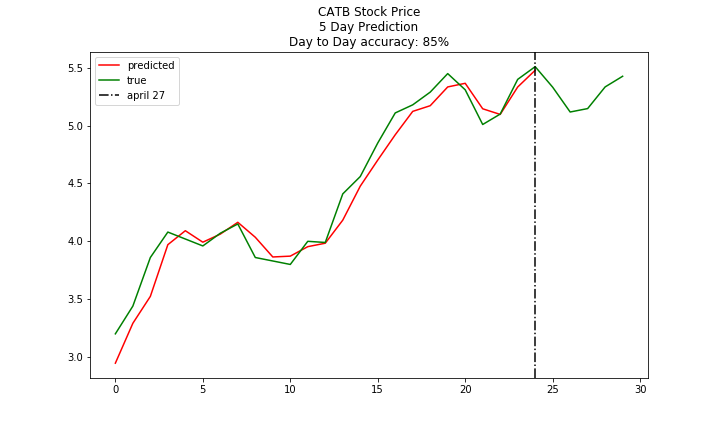 CATB Stock Price
5 Day Prediction
Day to Day accuracy: 85%
predicted
true
april 27
5.5
5.0
4.5
4.0
3.5
3.0
0 5 10 15 20 25 30